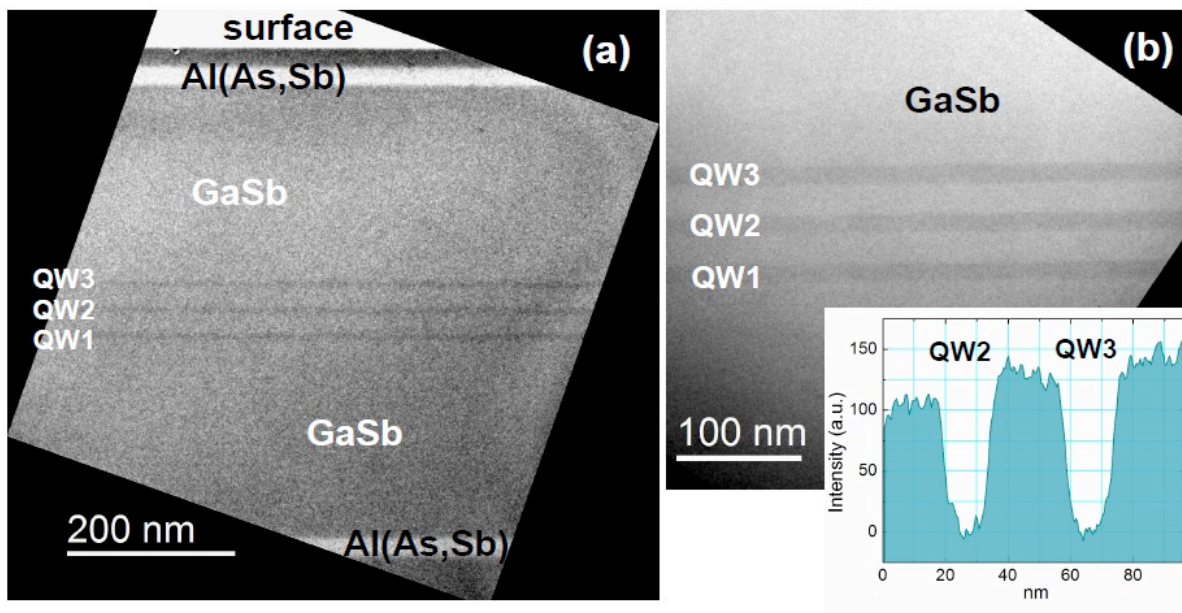 surface
(a)
Al(As,Sb)
GaSb
QW3
QW2
QW1
GaSb
200 nm
Al(As,Sb)
(b)
GaSb
QW3
QW2
QW1
100 nm
QW2
QW3
150
100
50
0
Intensity (a.u.)
0 20 40 60 80
nm